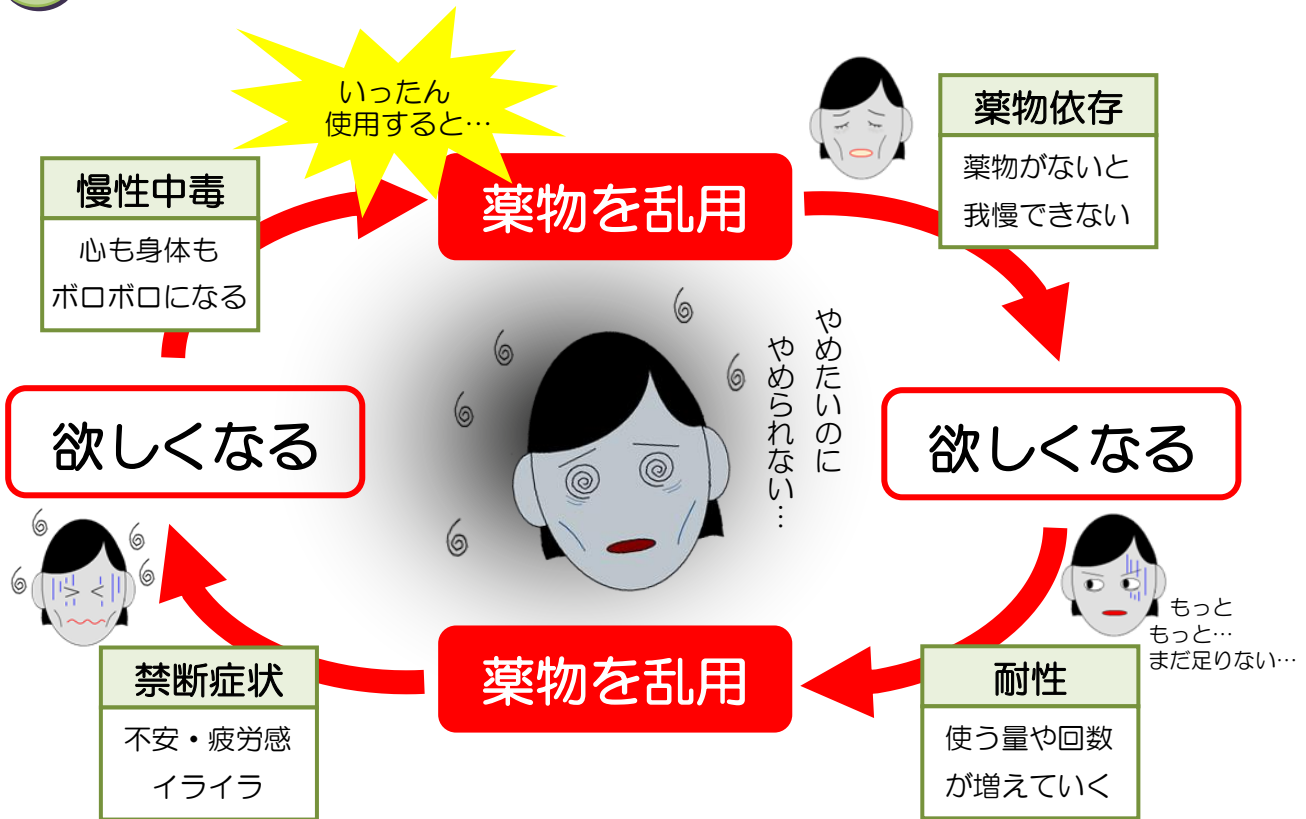 いったん
使用すると…
薬物を乱用
薬物依存
薬物がないと
我慢できない
欲しくなる
もっと
もっと…
まだ足りない…
耐性
使う量や回数
が増えていく
薬物を乱用
禁断症状
不安・疲労感
イライラ
欲しくなる
慢性中毒
心も身体も
ボロボロになる
やめたいのに
やめられない…